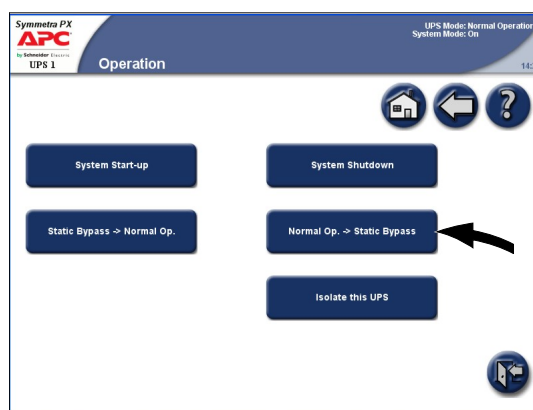 Symmetra PX
APC
by Schneider Electric
UPS 1
Operation
UPS Mode: Normal Operation
System Mode: On
14:
System Start-up
System Shutdown
Static Bypass -> Normal Op.
Normal Op. -> Static Bypass
Isolate this UPS